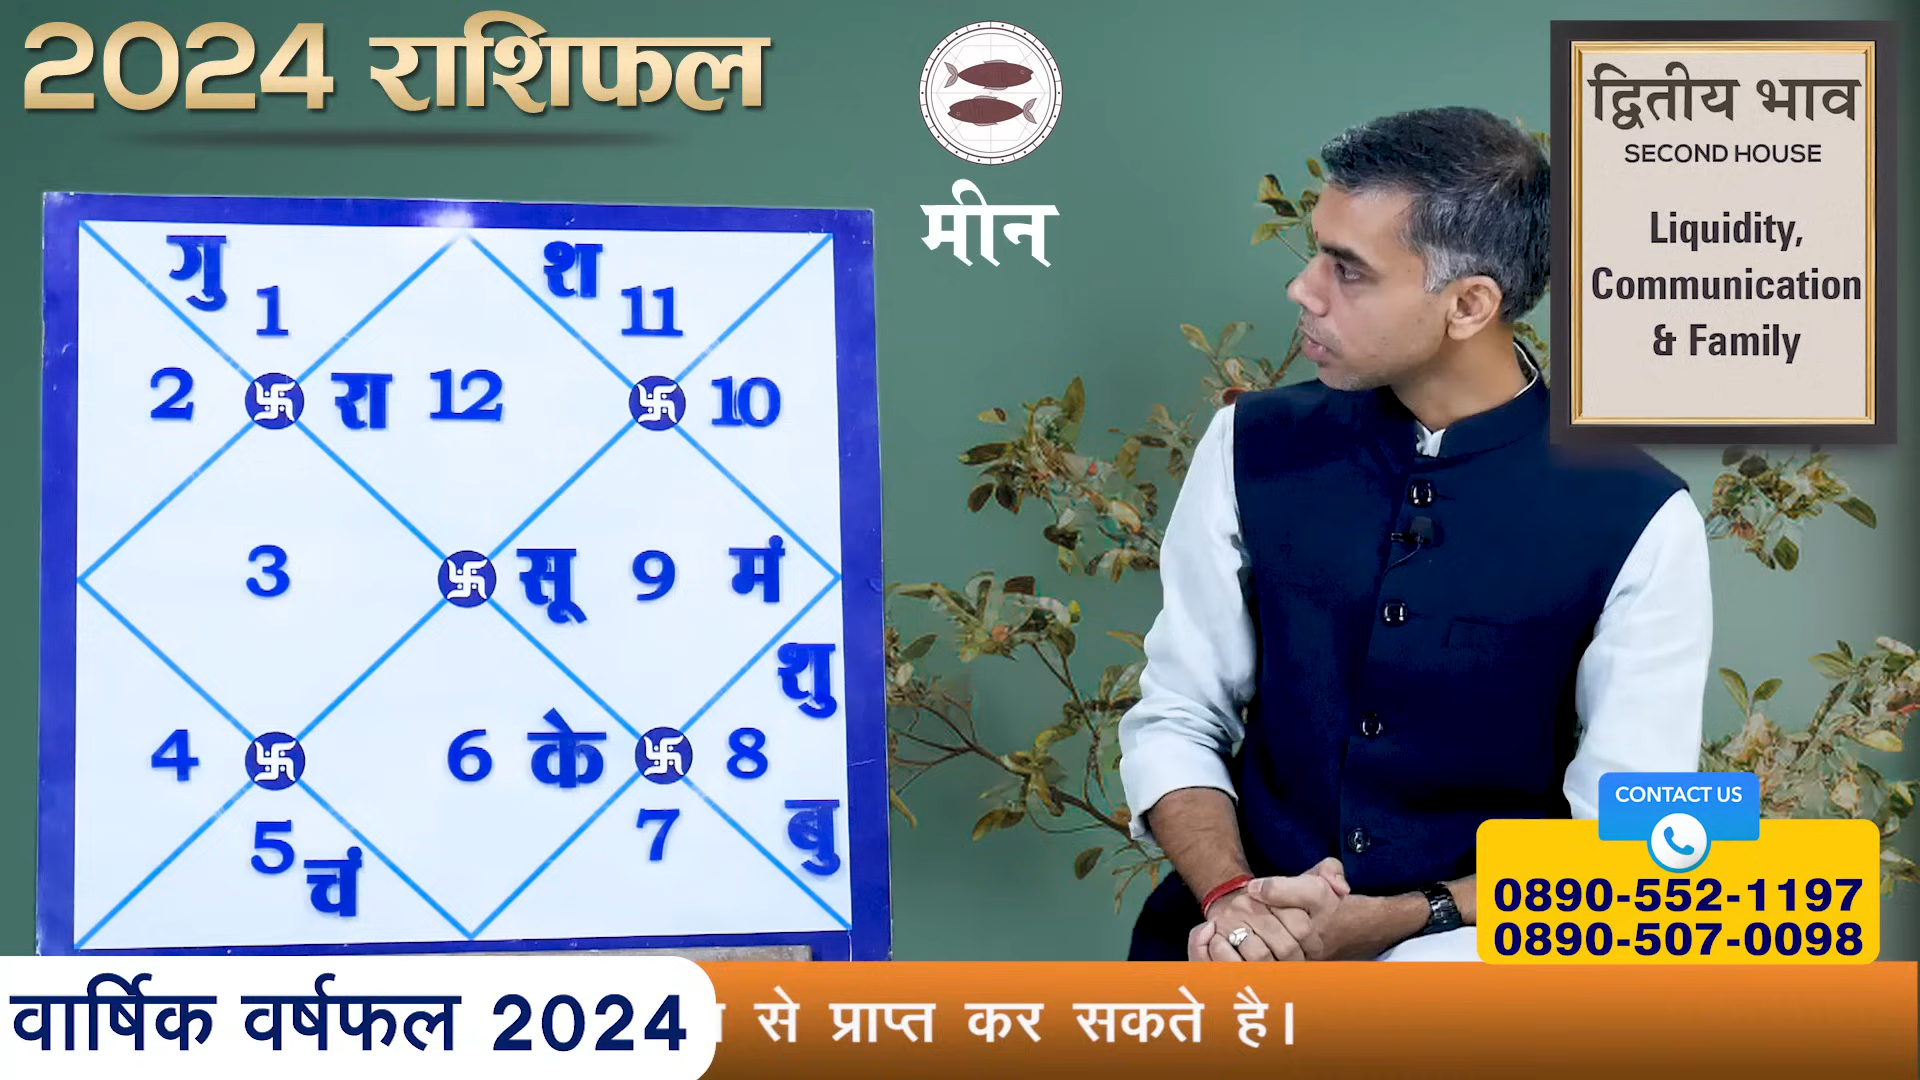 2024 राशिफल
मीन
द्वितीय भाव
SECOND HOUSE
Liquidity,
Communication
& Family
गु
1
श
11
2
रा
12
10
3
सू
9
मं
शु
4
6
के
8
5
चं
7
बु
CONTACT US
0890-552-1197
0890-507-0098
वार्षिक वर्षफल 2024
से प्राप्त कर सकते है।